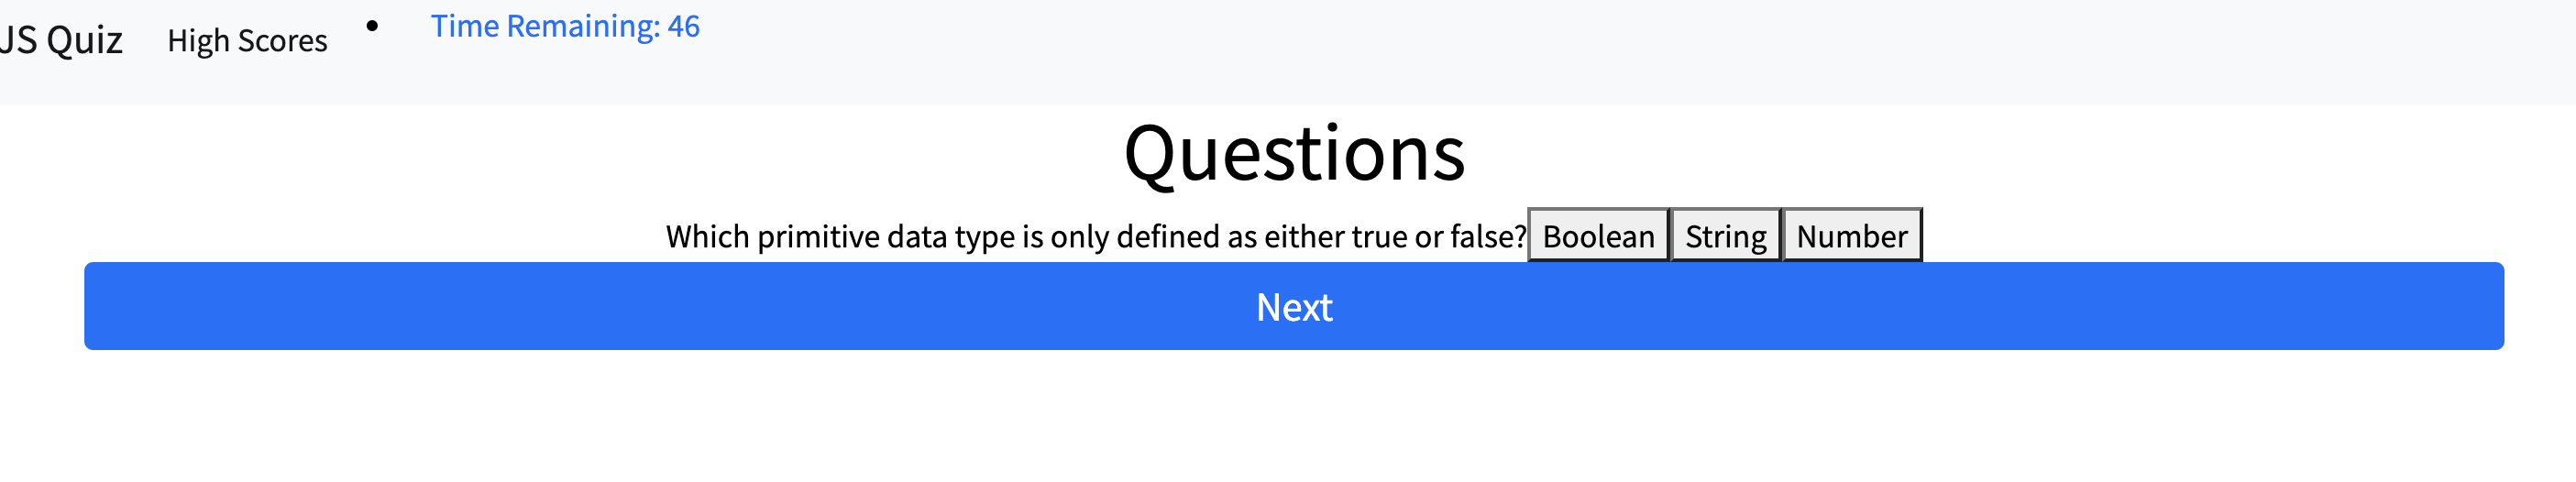 JS Quiz High Scores • Time Remaining: 46
Questions
Which primitive data type is only defined as either true or false? Boolean String Number
Next